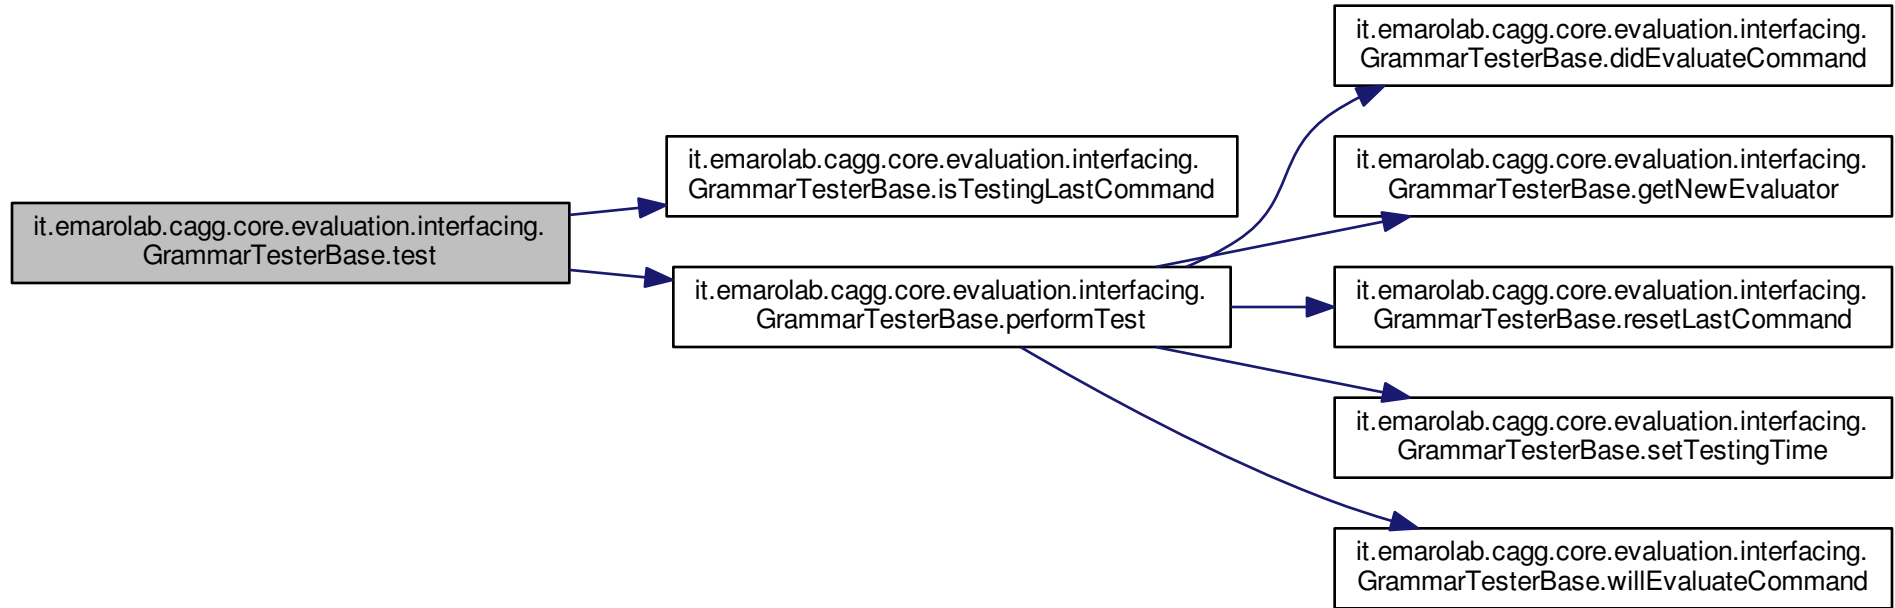 it.emarolab.cagg.core.evaluation.interfacing.
GrammarTesterBase.test
it.emarolab.cagg.core.evaluation.interfacing.
GrammarTesterBase.isTestingLastCommand
it.emarolab.cagg.core.evaluation.interfacing.
GrammarTesterBase.performTest
it.emarolab.cagg.core.evaluation.interfacing.
GrammarTesterBase.didEvaluateCommand
it.emarolab.cagg.core.evaluation.interfacing.
GrammarTesterBase.getNewEvaluator
it.emarolab.cagg.core.evaluation.interfacing.
GrammarTesterBase.resetLastCommand
it.emarolab.cagg.core.evaluation.interfacing.
GrammarTesterBase.setTestingTime
it.emarolab.cagg.core.evaluation.interfacing.
GrammarTesterBase.willEvaluateCommand